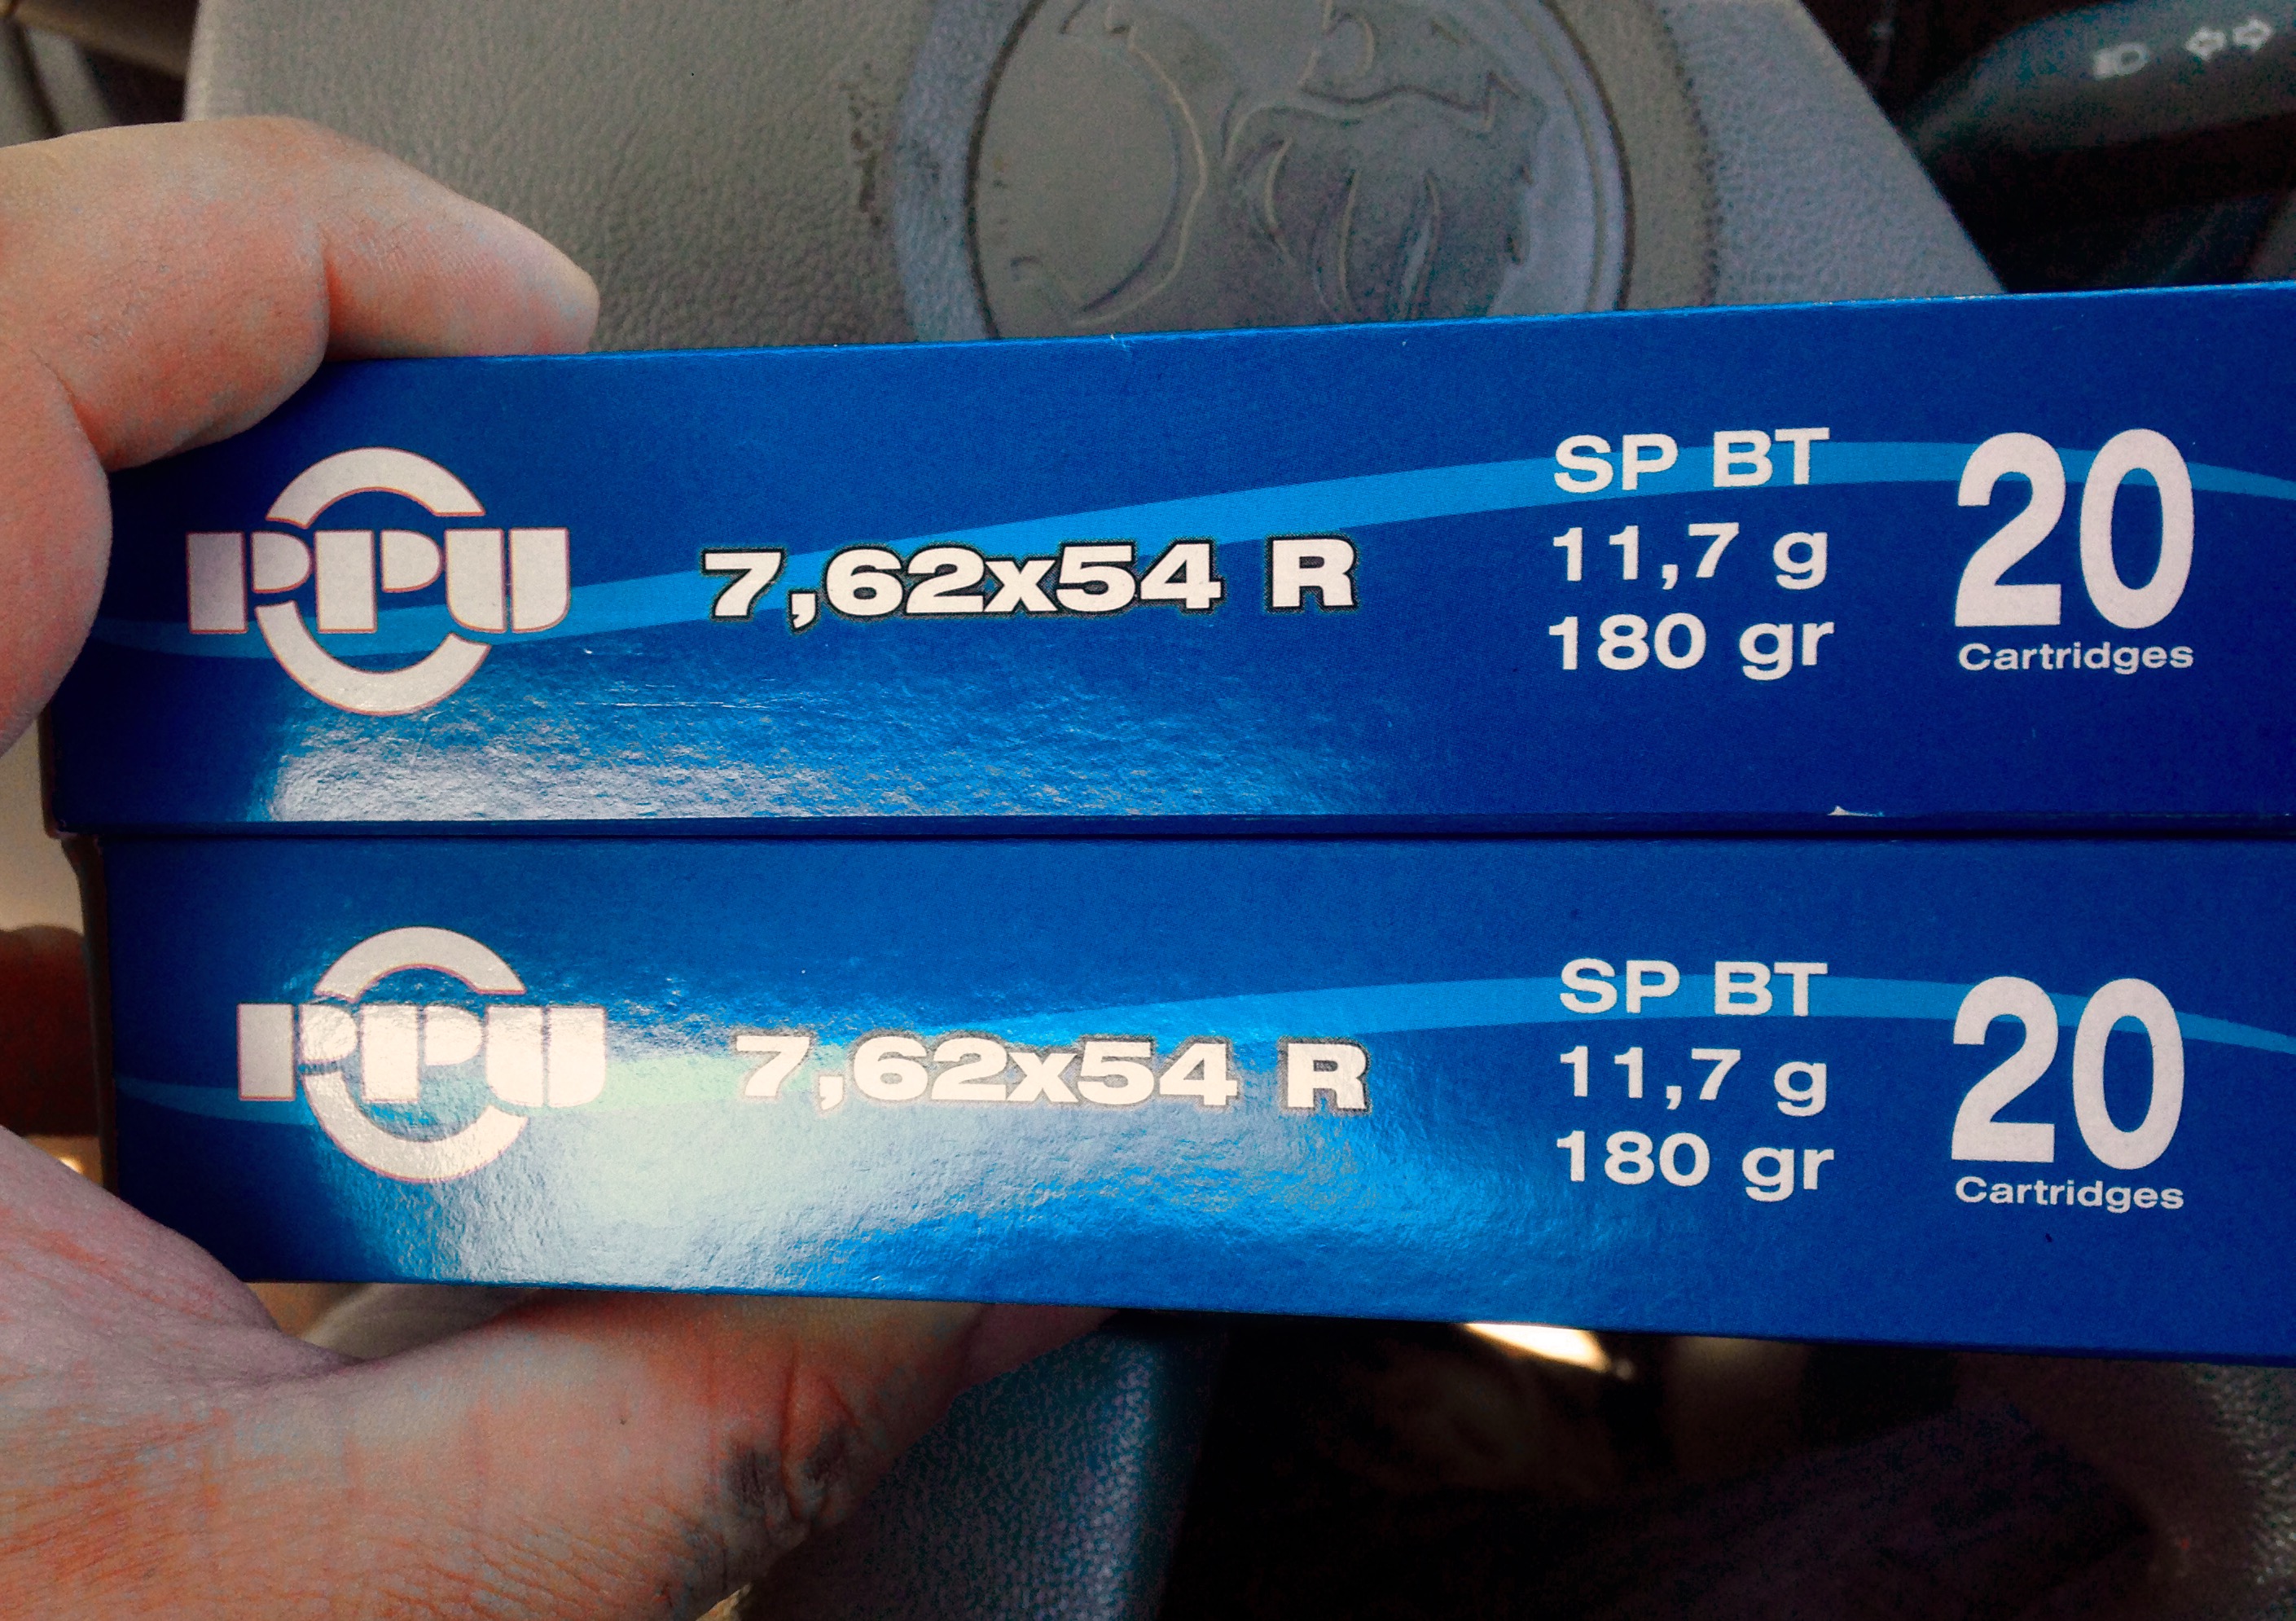 PPU
7,62x54 R
SP BT
11,7 g
180 gr
20
Cartridges
PPU
7,62x54 R
SP BT
11,7 g
180 gr
20
Cartridges